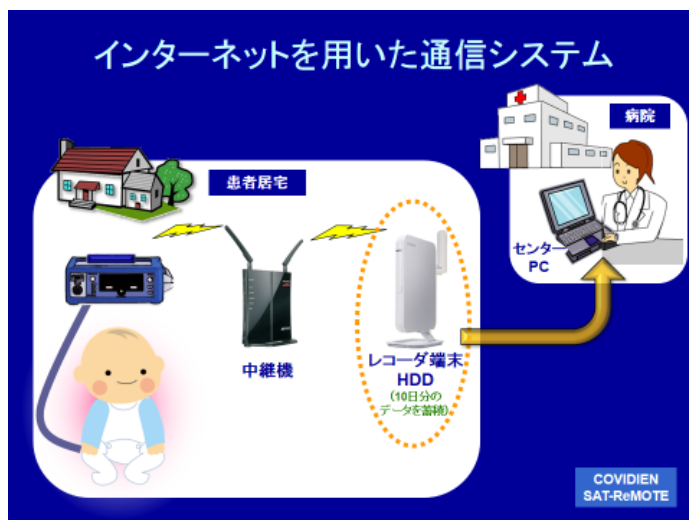 インターネットを用いた通信システム
病院
患者居宅
センター
PC
中継機
レコーダ端末
HDD
(10日分の
データを蓄積)
COVIDIEN
SAT-ReMOTE